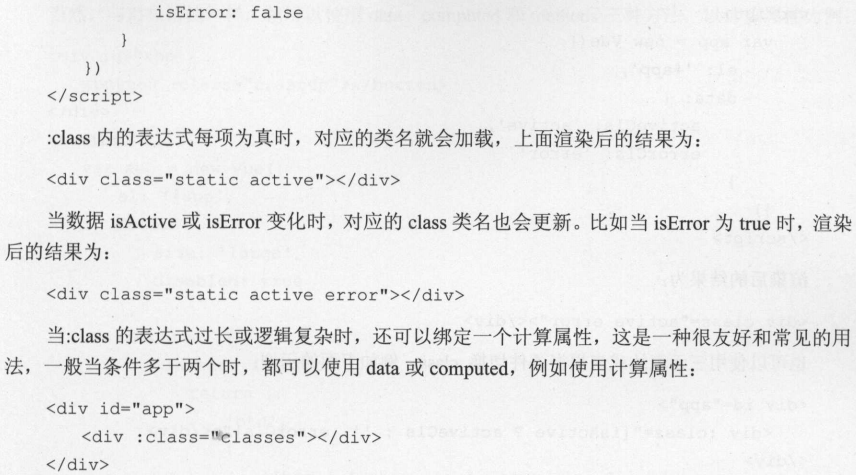 isError: false
}
})
</script>
:class 内的表达式每项为真时，对应的类名就会加载，上面渲染后的结果为：
<div class="static active"></div>
当数据 isActive 或 isError 变化时，对应的 class 类名也会更新。比如当 isError 为 true 时，渲染
后的结果为：
<div class="static active error"></div>
当:class 的表达式过长或逻辑复杂时，还可以绑定一个计算属性，这是一种很友好和常见的用
法，一般当条件多于两个时，都可以使用 data 或 computed，例如使用计算属性：
<div id="app">
<div :class="classes"></div>
</div>